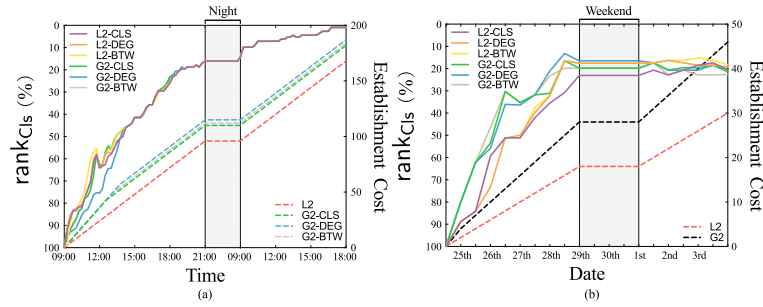 Night
0
10
20
30
40
50
60
70
80
90
100
rankCls (%)
L2-CLS
L2-DEG
L2-BTW
G2-CLS
G2-DEG
G2-BTW
L2
G2-CLS
G2-DEG
G2-BTW
200
150
100
50
0
Establishment Cost
09:00 12:00 15:00 18:00 21:00 09:00 12:00 15:00 18:00
Time
(a)
Weekend
0
10
20
30
40
50
60
70
80
90
100
rankCls (%)
L2-CLS
L2-DEG
L2-BTW
G2-CLS
G2-DEG
G2-BTW
L2
G2
50
40
30
20
10
0
Establishment Cost
25th 26th 27th 28th 29th 30th 1st 2nd 3rd
Date
(b)